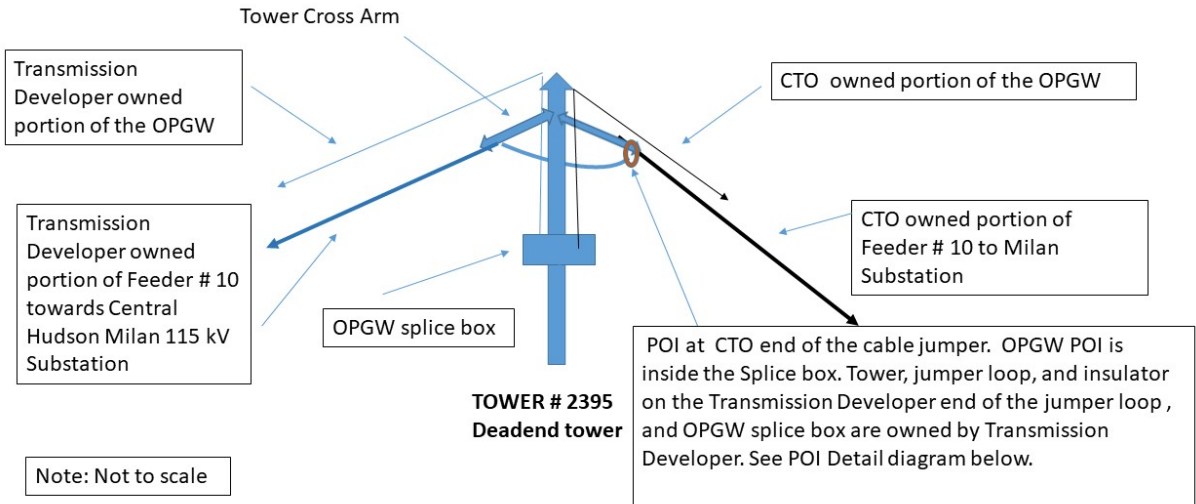 Tower Cross Arm
Transmission
Developer owned
portion of the OPGW
CTO  owned portion of the OPGW
Transmission
Developer owned
portion of Feeder # 10
towards Central
Hudson Milan 115 kV
Substation
CTO owned portion of
Feeder # 10 to Milan
Substation
OPGW splice box
POI at  CTO end of the cable jumper.  OPGW POI is
inside the Splice box. Tower, jumper loop, and insulator
on the Transmission Developer end of the jumper loop ,
and OPGW splice box are owned by Transmission
Developer. See POI Detail diagram below.
TOWER # 2395
Deadend tower
Note: Not to scale